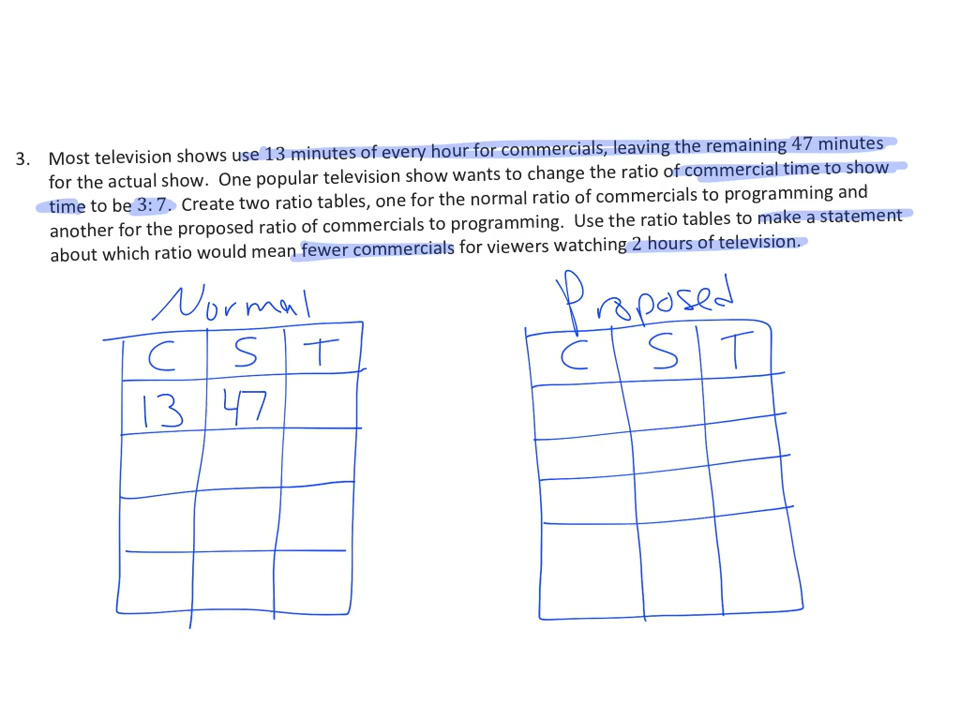 3. Most television shows use 13 minutes of every hour for commercials, leaving the remaining 47 minutes
for the actual show. One popular television show wants to change the ratio of commercial time to show
time to be 3: 7. Create two ratio tables, one for the normal ratio of commercials to programming and
another for the proposed ratio of commercials to programming. Use the ratio tables to make a statement
about which ratio would mean fewer commercials for viewers watching 2 hours of television.
Normal
C S T
13 47
Proposed
C S T